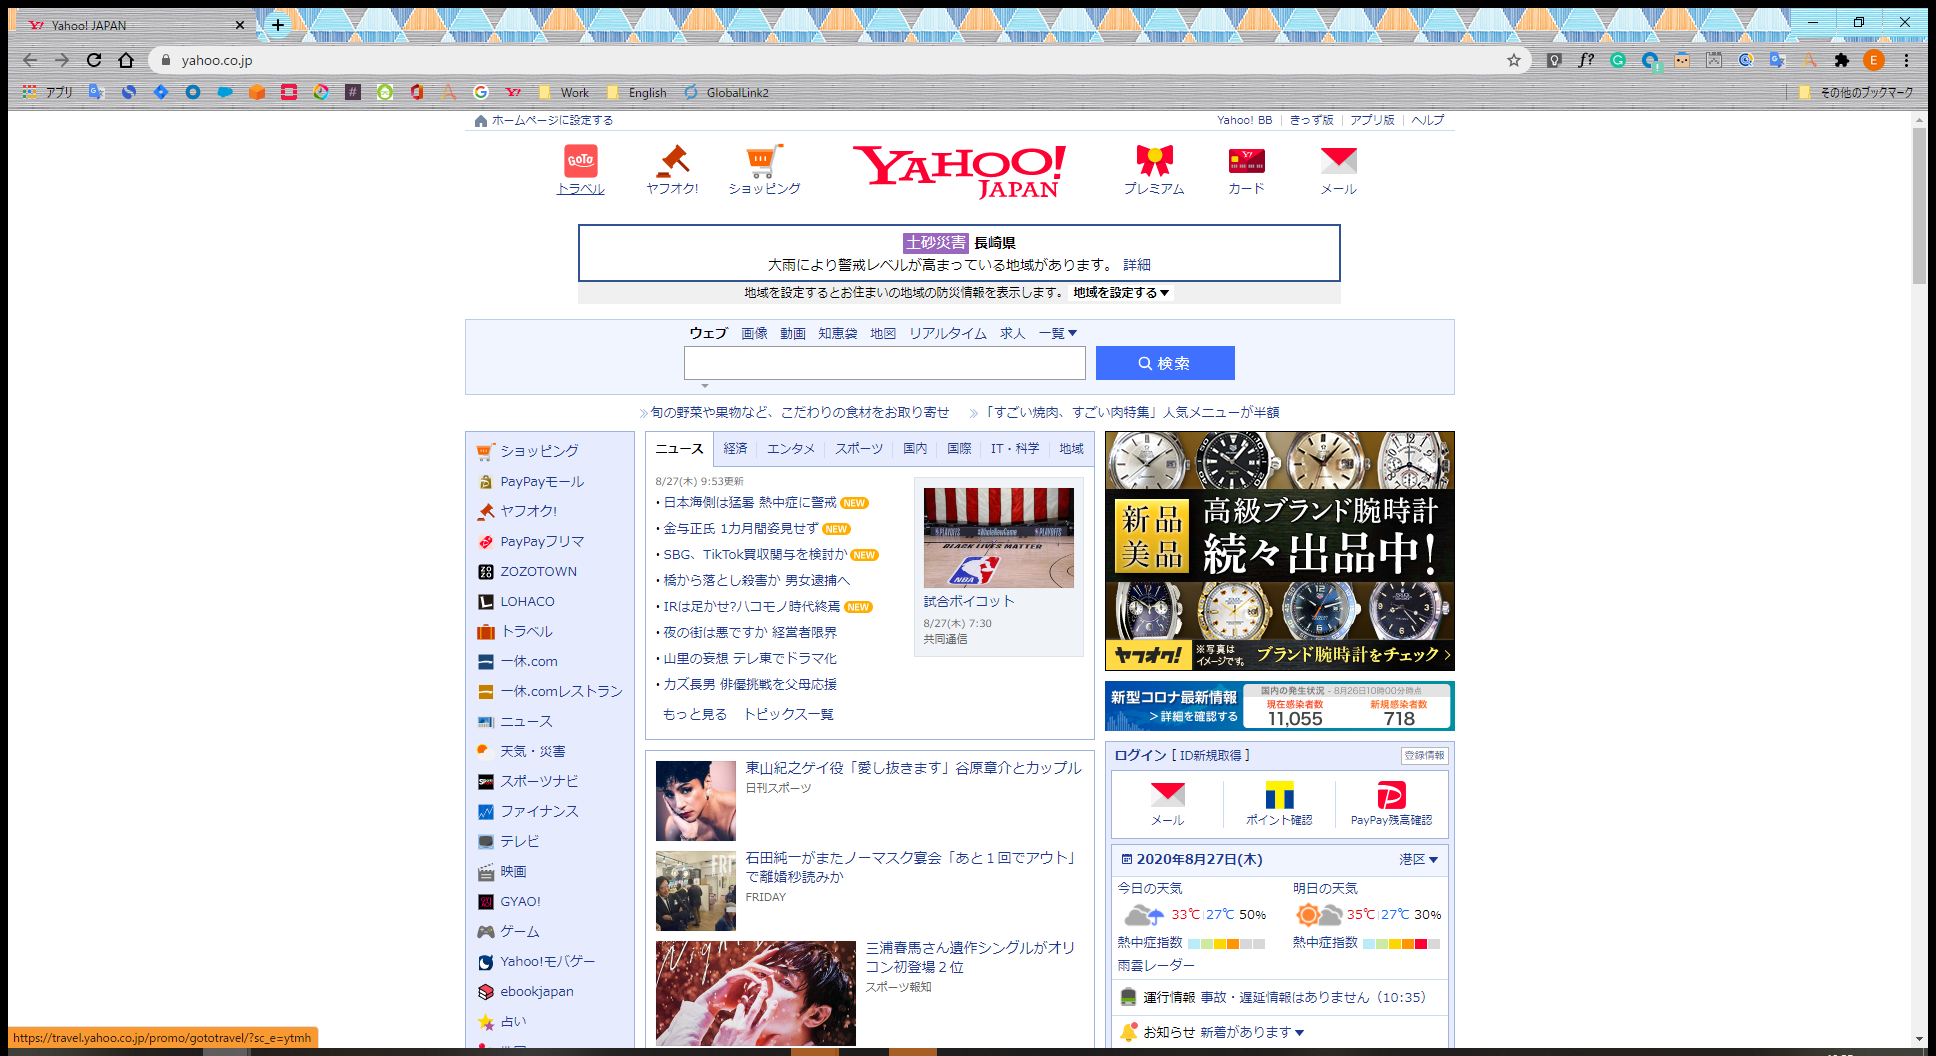 Yahoo! JAPAN
yahoo.co.jp
アプリ
Work
English
GlobalLink2
その他のブックマーク
ホームページに設定する
Yahoo! BB
きっず版
アプリ版
ヘルプ
GoTo
トラベル
ヤフオク!
ショッピング
YAHOO!
JAPAN
プレミアム
カード
メール
土砂災害 長崎県
大雨により警戒レベルが高まっている地域があります。 詳細
地域を設定するとお住まいの地域の防災情報を表示します。 地域を設定する▼
ウェブ 画像 動画 知恵袋 地図 リアルタイム 求人 一覧▼
検索
旬の野菜や果物など、こだわりの食材をお取り寄せ
「すごい焼肉、すごい肉特集」人気メニューが半額
ショッピング
PayPayモール
ヤフオク!
PayPayフリマ
ZOZOTOWN
LOHACO
トラベル
一休.com
一休.comレストラン
ニュース
天気・災害
スポーツナビ
ファイナンス
テレビ
映画
GYAO!
ゲーム
Yahoo!モバゲー
ebookjapan
占い
ニュース 経済 エンタメ スポーツ 国内 国際 IT・科学 地域
8/27(木) 9:53更新
・日本海側は猛暑 熱中症に警戒 NEW
・金与正氏 1カ月間姿見せず NEW
・SBG、TikTok買収関与を検討か NEW
・橋から落とし殺害か 男女逮捕へ
・IRは足かせ?ハコモノ時代終焉 NEW
・夜の街は悪ですか 経営者限界
・山里の妄想 テレ東でドラマ化
・カズ長男 俳優挑戦を父母応援
もっと見る トピックス一覧
BLACK LIVES MATTER
NBA
試合ボイコット
8/27(木) 7:30
共同通信
東山紀之ゲイ役「愛し抜きます」谷原章介とカップル
日刊スポーツ
石田純一がまたノーマスク宴会「あと１回でアウト」
で離婚秒読みか
FRIDAY
三浦春馬さん遺作シングルがオリ
コン初登場２位
スポーツ報知
新品
美品
高級ブランド腕時計
続々出品中!
ヤフオク!
※写真は
イメージです。
ブランド腕時計をチェック
新型コロナ最新情報
＞詳細を確認する
国内の発生状況 - 8月26日10時00分時点
現在感染者数 新規感染者数
11,055 718
ログイン [ ID新規取得 ]
登録情報
メール
ポイント確認
PayPay残高確認
2020年8月27日(木)
港区▼
今日の天気 明日の天気
33℃ 27℃ 50%
35℃ 27℃ 30%
熱中症指数 熱中症指数
雨雲レーダー
運行情報 事故・遅延情報はありません（10:35）
お知らせ 新着があります▼
https://travel.yahoo.co.jp/promo/gototravel/?sc_e=ytmh